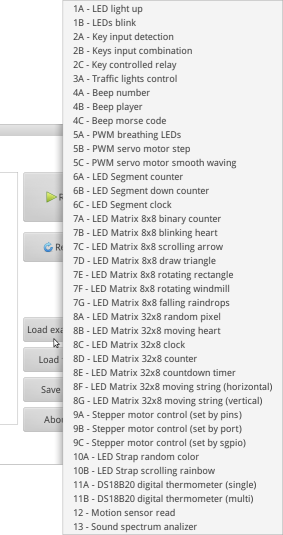 1A - LED light up
1B - LEDs blink
2A - Key input detection
2B - Keys input combination
2C - Key controlled relay
3A - Traffic lights control
4A - Beep number
4B - Beep player
4C - Beep morse code
5A - PWM breathing LEDs
5B - PWM servo motor step
5C - PWM servo motor smooth waving
6A - LED Segment counter
6B - LED Segment down counter
6C - LED Segment clock
7A - LED Matrix 8x8 binary counter
7B - LED Matrix 8x8 blinking heart
7C - LED Matrix 8x8 scrolling arrow
7D - LED Matrix 8x8 draw triangle
7E - LED Matrix 8x8 rotating rectangle
7F - LED Matrix 8x8 rotating windmill
7G - LED Matrix 8x8 falling raindrops
8A - LED Matrix 32x8 random pixel
8B - LED Matrix 32x8 moving heart
8C - LED Matrix 32x8 clock
8D - LED Matrix 32x8 counter
8E - LED Matrix 32x8 countdown timer
8F - LED Matrix 32x8 moving string (horizontal)
8G - LED Matrix 32x8 moving string (vertical)
9A - Stepper motor control (set by pins)
9B - Stepper motor control (set by port)
9C - Stepper motor control (set by sgpio)
10A - LED Strap random color
10B - LED Strap scrolling rainbow
11A - DS18B20 digital thermometer (single)
11B - DS18B20 digital thermometer (multi)
12 - Motion sensor read
13 - Sound spectrum analizer
Load
Load
Save